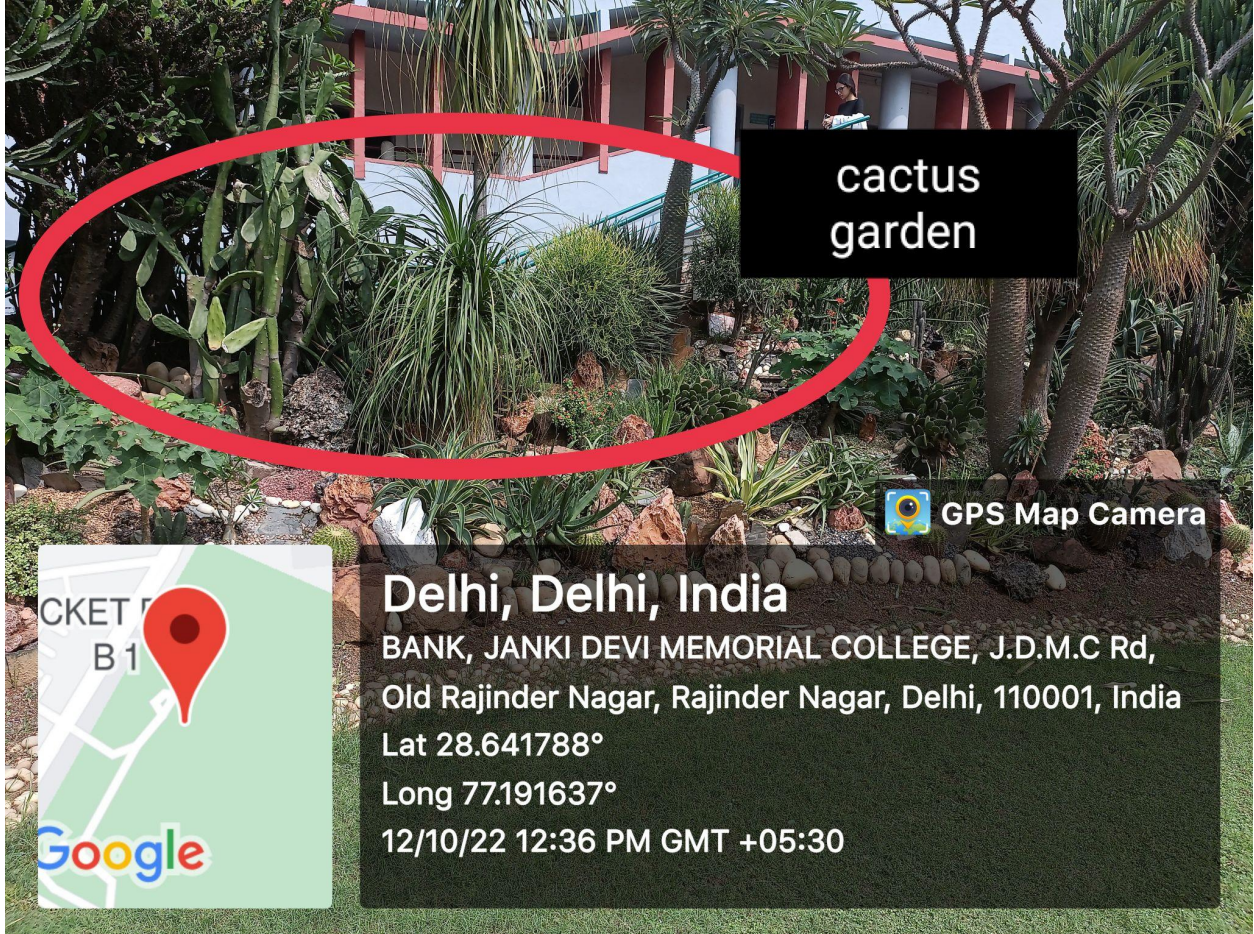 cactus
garden
GPS Map Camera
CKET
B 1
Delhi, Delhi, India
BANK, JANKI DEVI MEMORIAL COLLEGE, J.D.M.C Rd,
Old Rajinder Nagar, Rajinder Nagar, Delhi, 110001, India
Lat 28.641788°
Long 77.191637°
12/10/22 12:36 PM GMT +05:30
Google